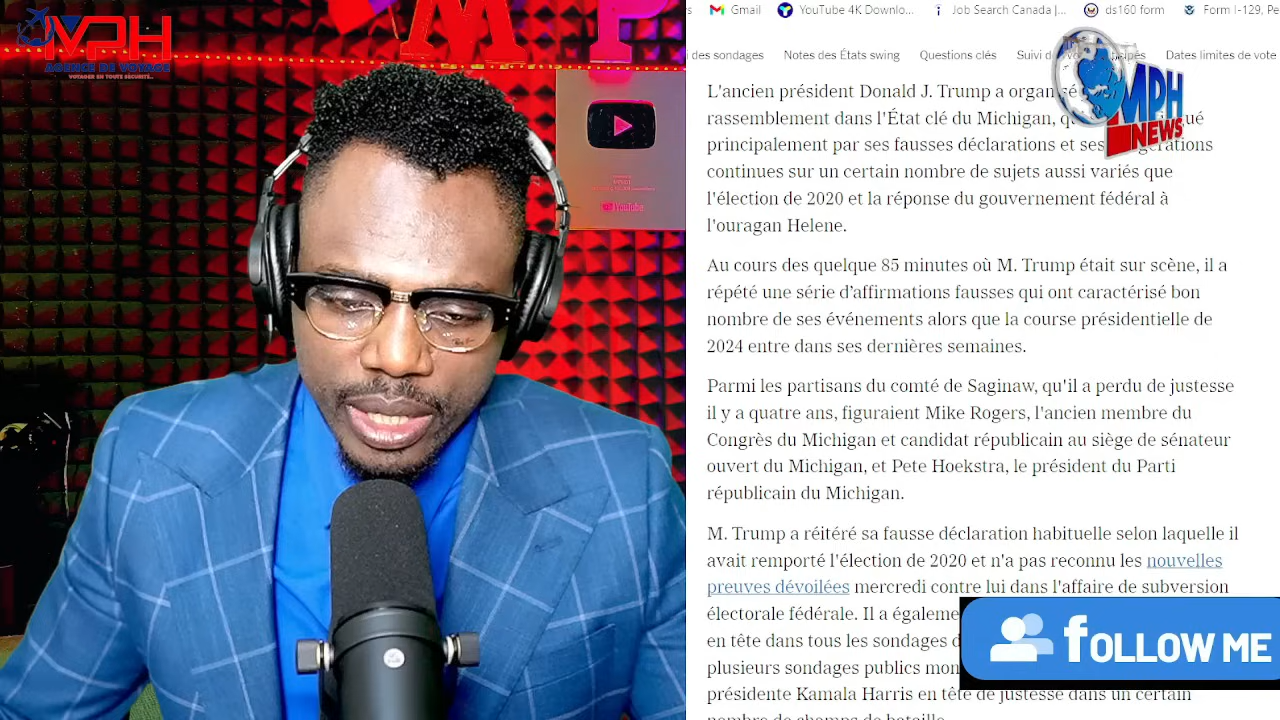 MPH
AGENCE DE VOYAGE
VOYAGER EN TOUTE SÉCURITÉ...
M P
YouTube
Gmail
YouTube 4K Downlo...
Job Search Canada |...
ds160 form
Form I-129, Pe
des sondages
Notes des États swing
Questions clés
Dates limites de vote
MPH
NEWS
L'ancien président Donald J. Trump a
rassemblement dans l'État clé du Michigan,
principalement par ses fausses déclarations et ses
continues sur un certain nombre de sujets aussi variés que
l'élection de 2020 et la réponse du gouvernement fédéral à
l'ouragan Helene.
Au cours des quelque 85 minutes où M. Trump était sur scène, il a
répété une série d'affirmations fausses qui ont caractérisé bon
nombre de ses événements alors que la course présidentielle de
2024 entre dans ses dernières semaines.
Parmi les partisans du comté de Saginaw, qu'il a perdu de justesse
il y a quatre ans, figuraient Mike Rogers, l'ancien membre du
Congrès du Michigan et candidat républicain au siège de sénateur
ouvert du Michigan, et Pete Hoekstra, le président du Parti
républicain du Michigan.
M. Trump a réitéré sa fausse déclaration habituelle selon laquelle il
avait remporté l'élection de 2020 et n'a pas reconnu les nouvelles
preuves dévoilées mercredi contre lui dans l'affaire de subversion
électorale fédérale. Il a
en tête dans tous les sondages
plusieurs sondages publics
présidente Kamala Harris en tête de justesse dans un certain
nombre de champs de bataille
fOLLOW ME